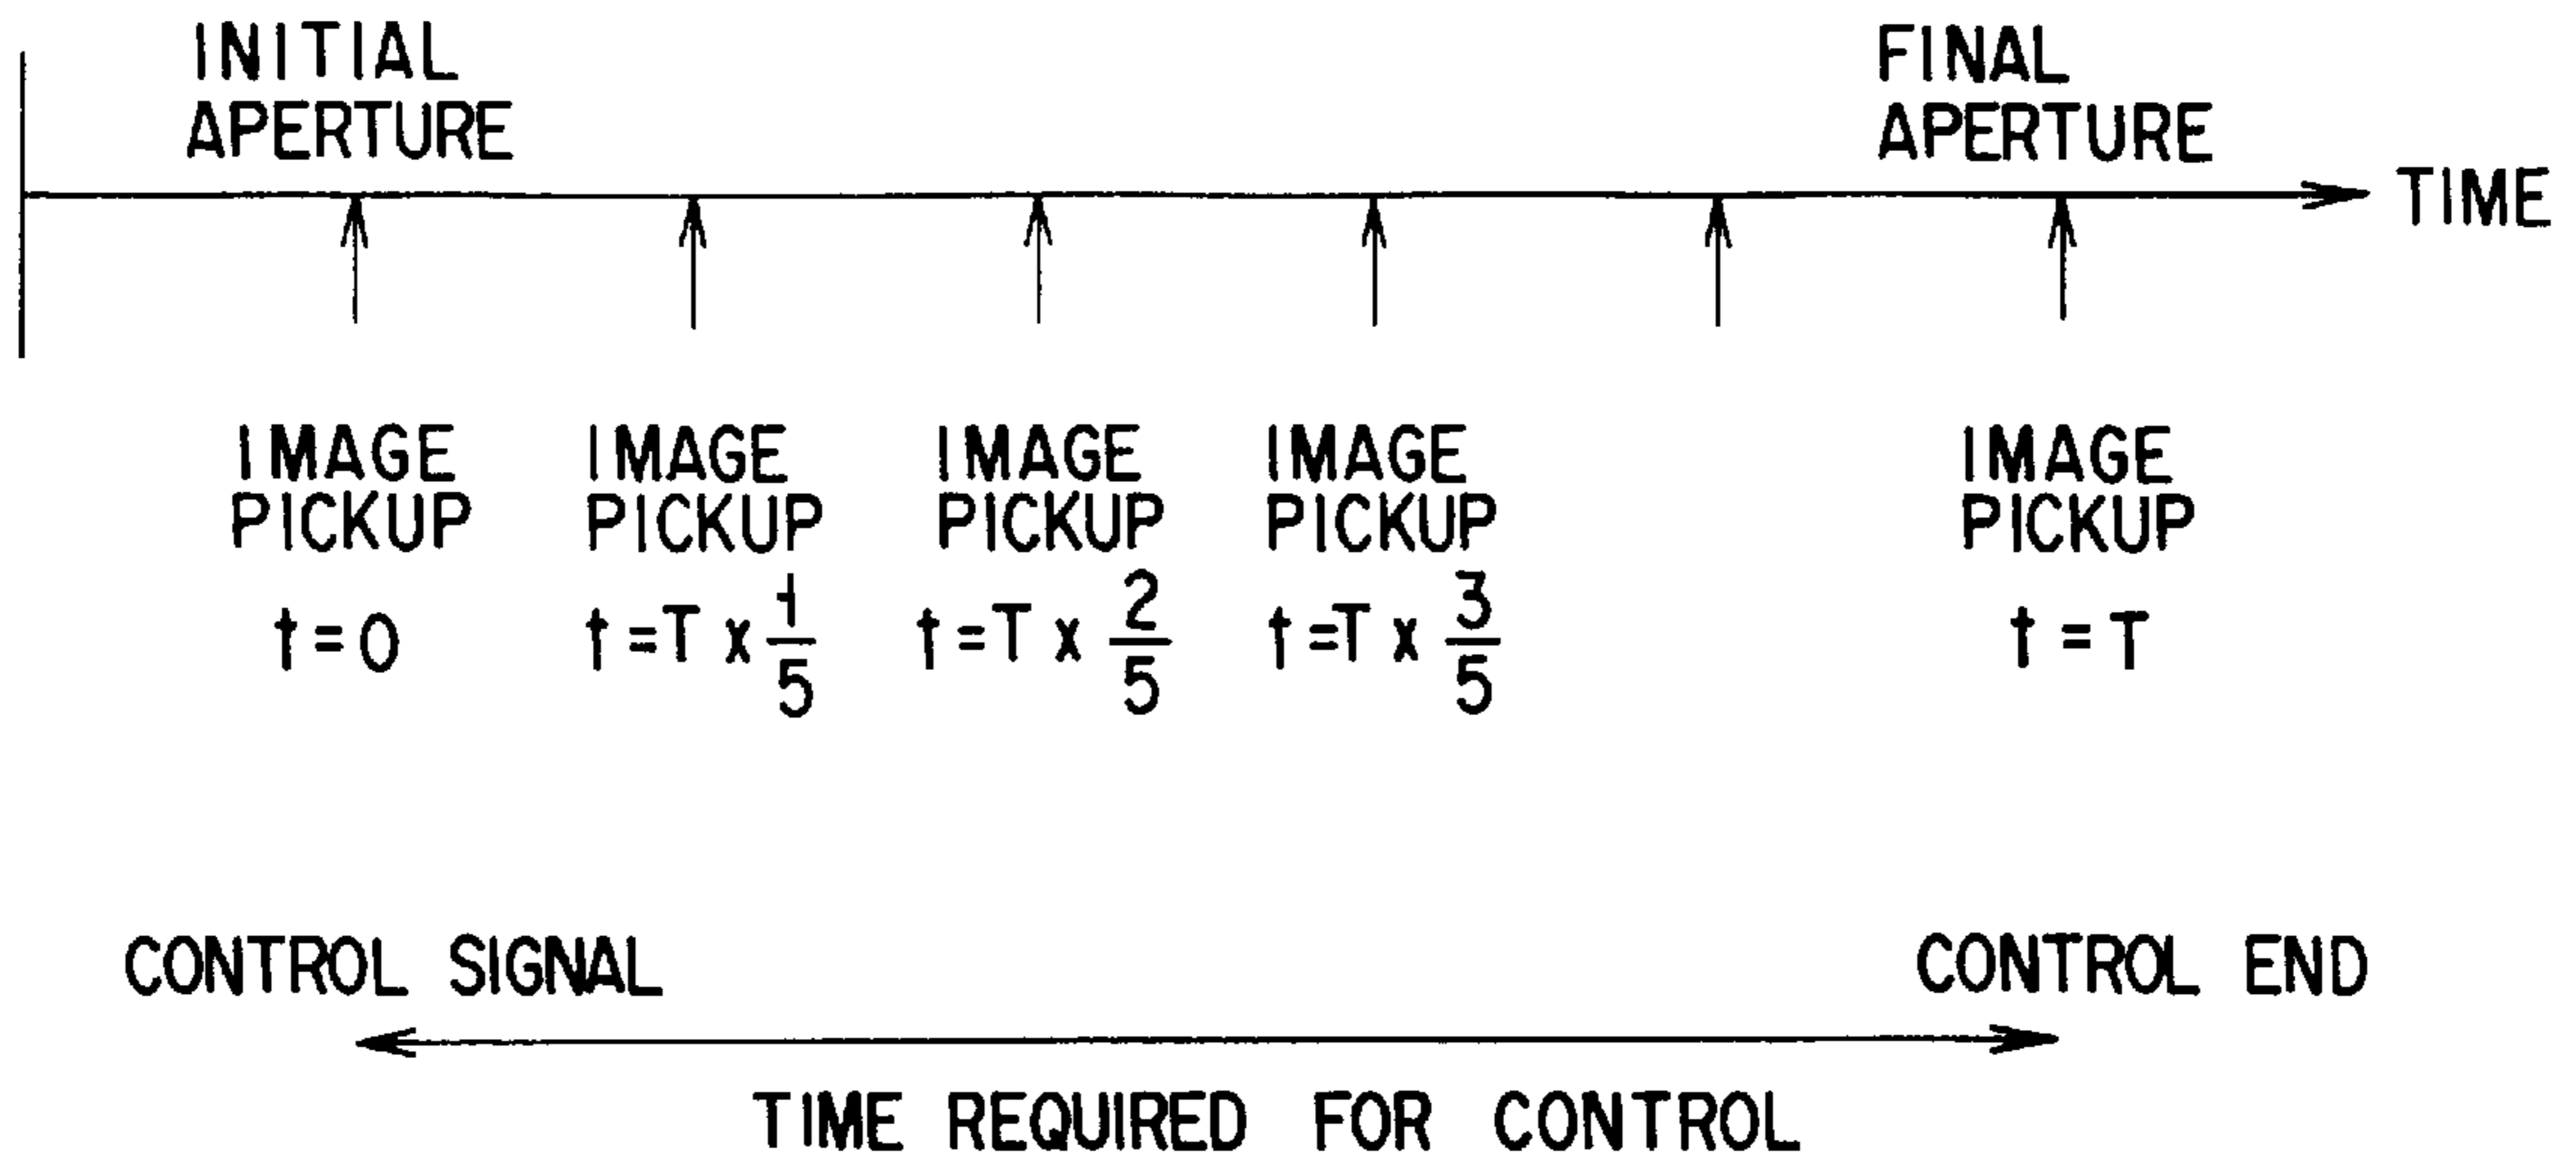 INITIAL
APERTURE
FINAL
APERTURE
TIME
IMAGE
PICKUP
t=0
IMAGE
PICKUP
t=T x 1/5
IMAGE
PICKUP
t=T x 2/5
IMAGE
PICKUP
t=T x 3/5
IMAGE
PICKUP
t=T
CONTROL SIGNAL
CONTROL END
TIME REQUIRED FOR CONTROL